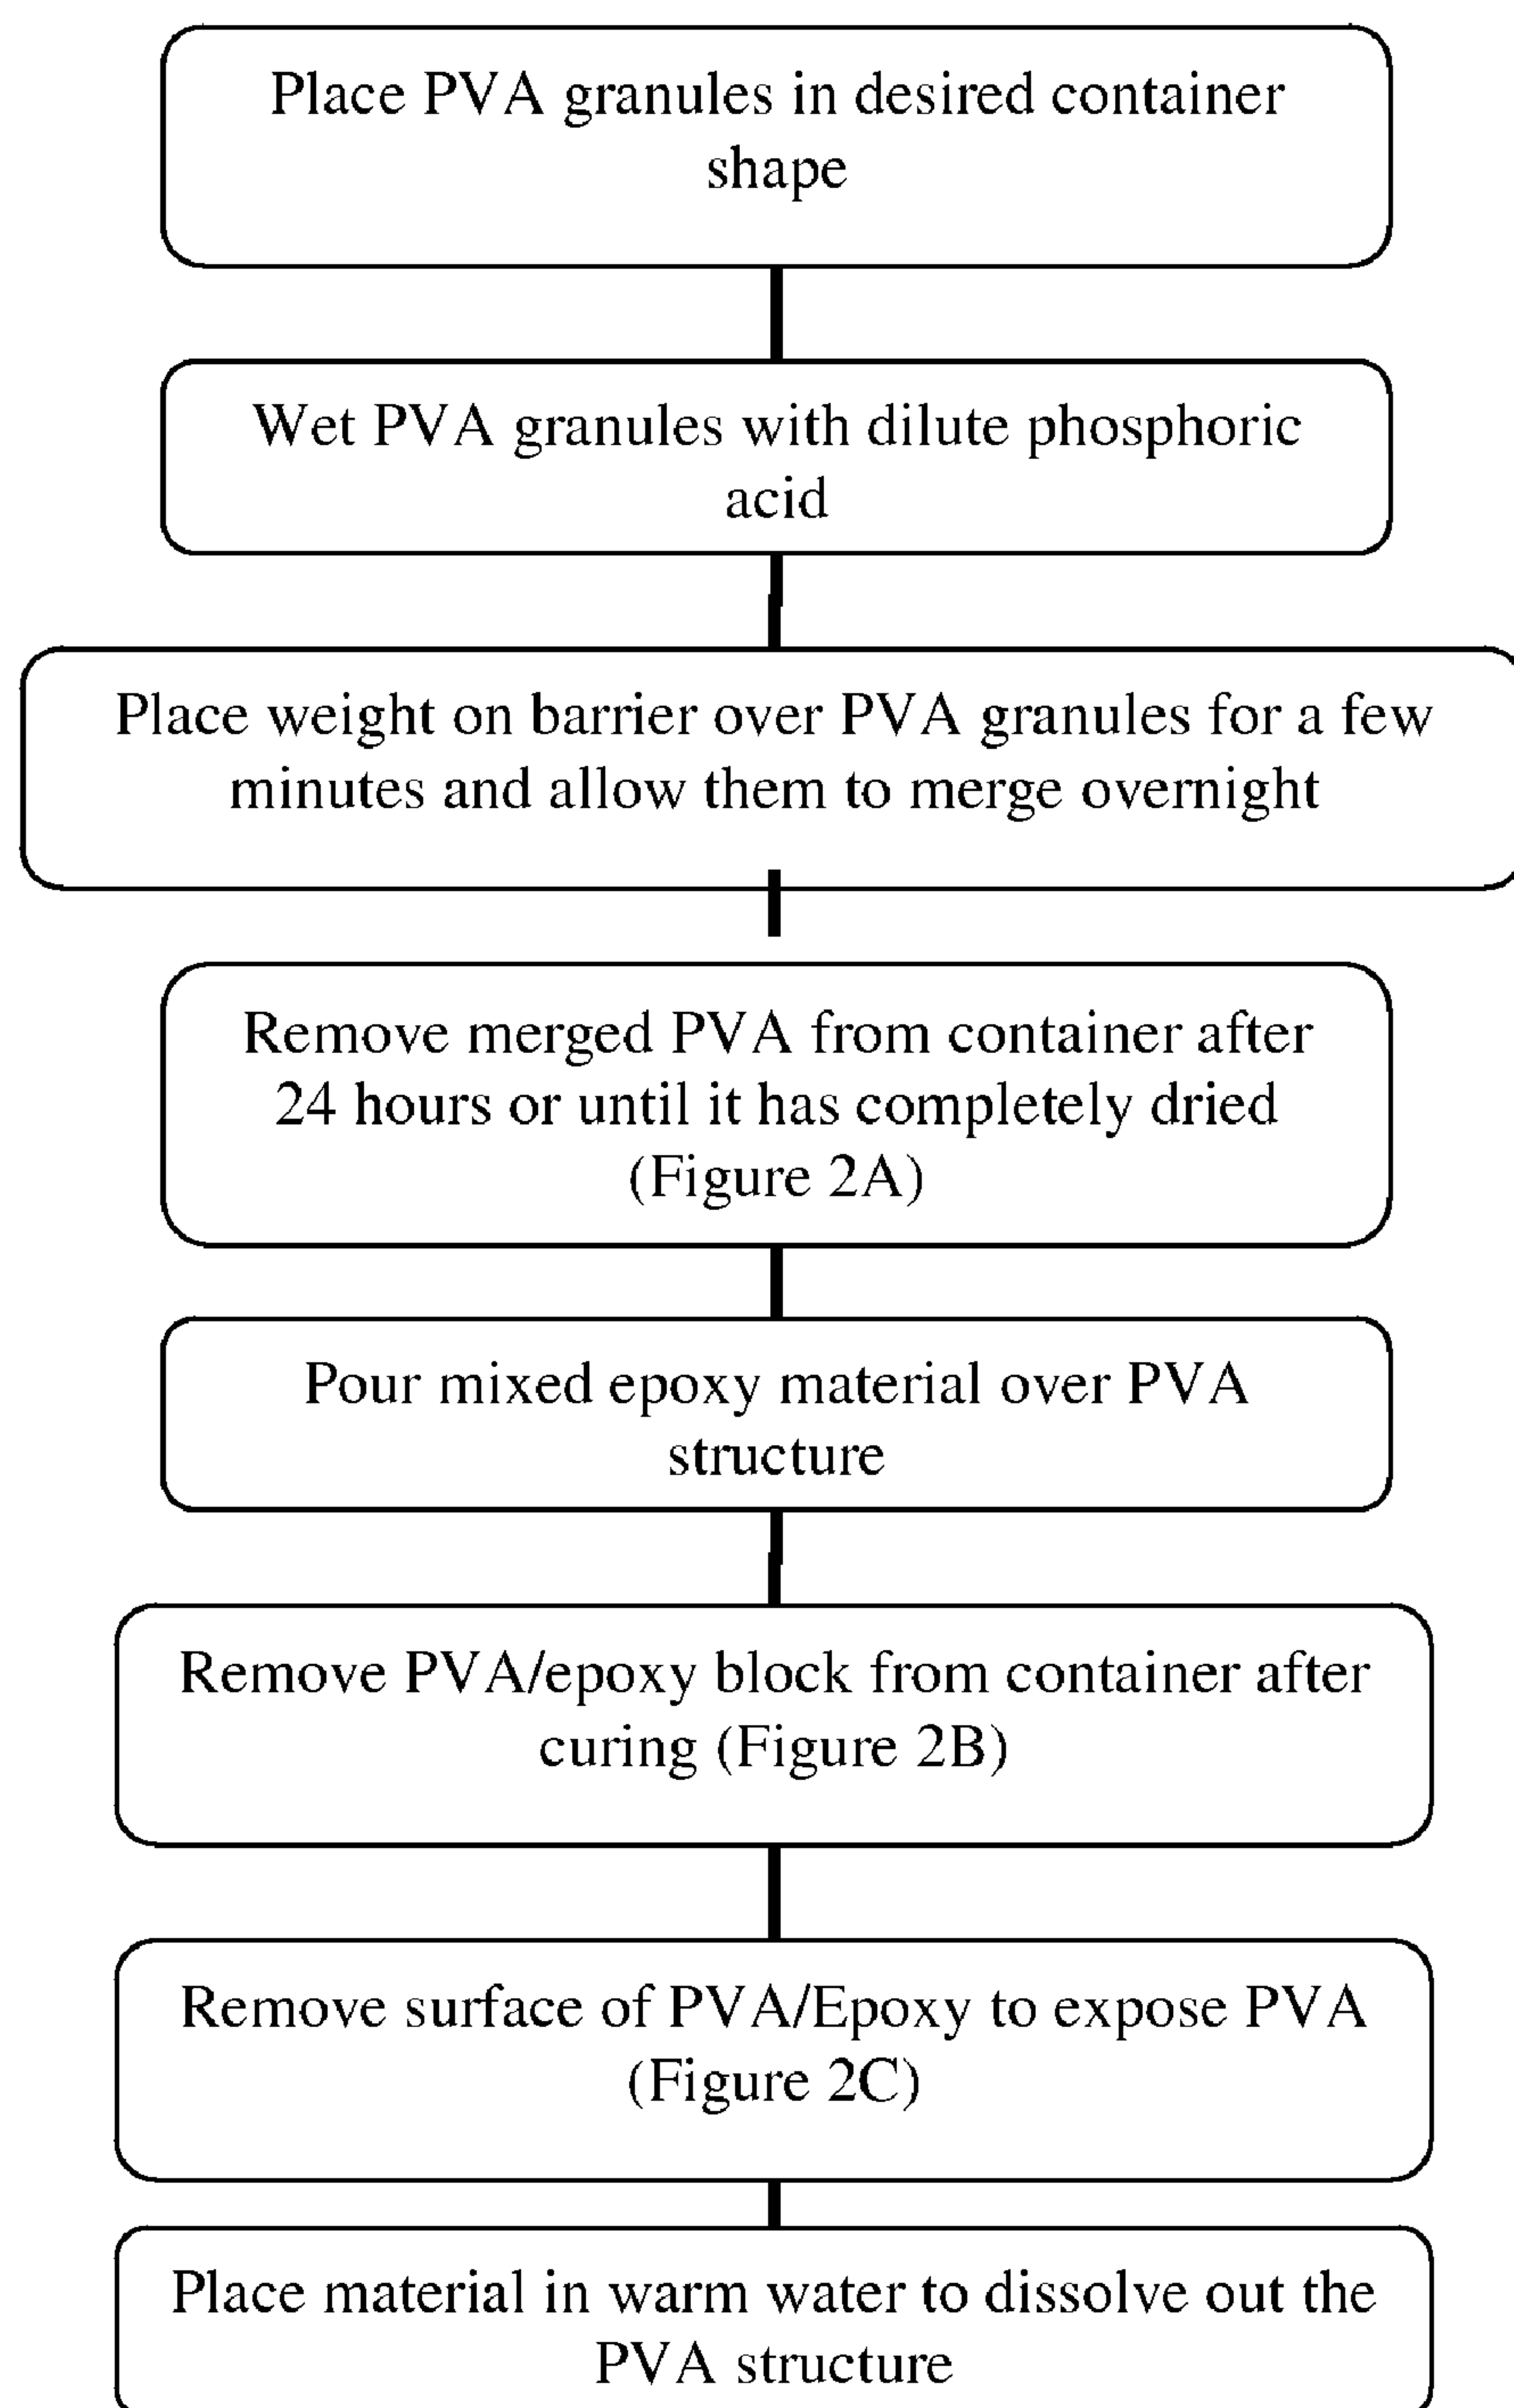 Place PVA granules in desired container
shape
Wet PVA granules with dilute phosphoric
acid
Place weight on barrier over PVA granules for a few
minutes and allow them to merge overnight
Remove merged PVA from container after
24 hours or until it has completely dried
(Figure 2A)
Pour mixed epoxy material over PVA
structure
Remove PVA/epoxy block from container after
curing (Figure 2B)
Remove surface of PVA/Epoxy to expose PVA
(Figure 2C)
Place material in warm water to dissolve out the
PVA structure